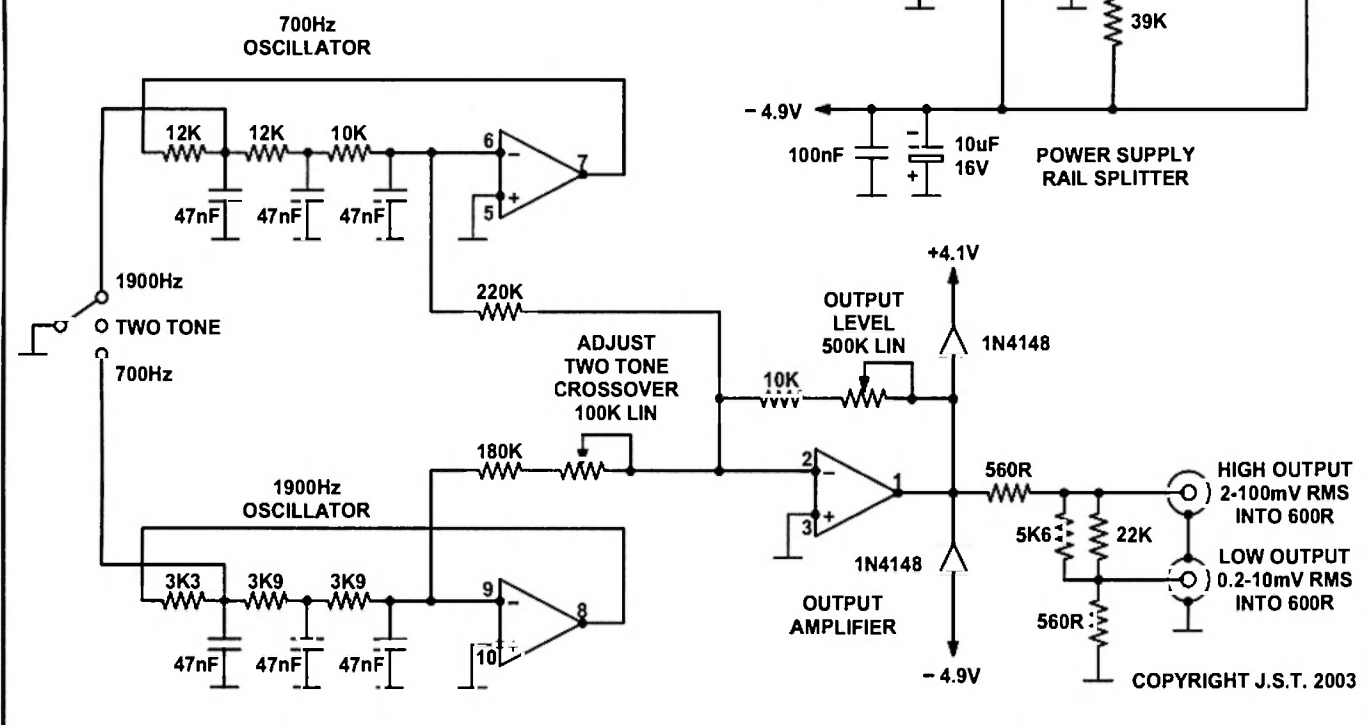 39K
700Hz
OSCILLATOR
12K
12K
10K
6
−
7
+
5
47nF
47nF
47nF
− 4.9V
100nF
−
10uF
16V
+
POWER SUPPLY
RAIL SPLITTER
1900Hz
TWO TONE
700Hz
220K
ADJUST
TWO TONE
CROSSOVER
100K LIN
OUTPUT
LEVEL
500K LIN
+4.1V
1N4148
10K
180K
2
−
1
+
3
560R
5K6
22K
HIGH OUTPUT
2-100mV RMS
INTO 600R
LOW OUTPUT
0.2-10mV RMS
INTO 600R
1N4148
560R
OUTPUT
AMPLIFIER
− 4.9V
1900Hz
OSCILLATOR
3K3
3K9
3K9
9
−
8
+
10
47nF
47nF
47nF
COPYRIGHT J.S.T. 2003